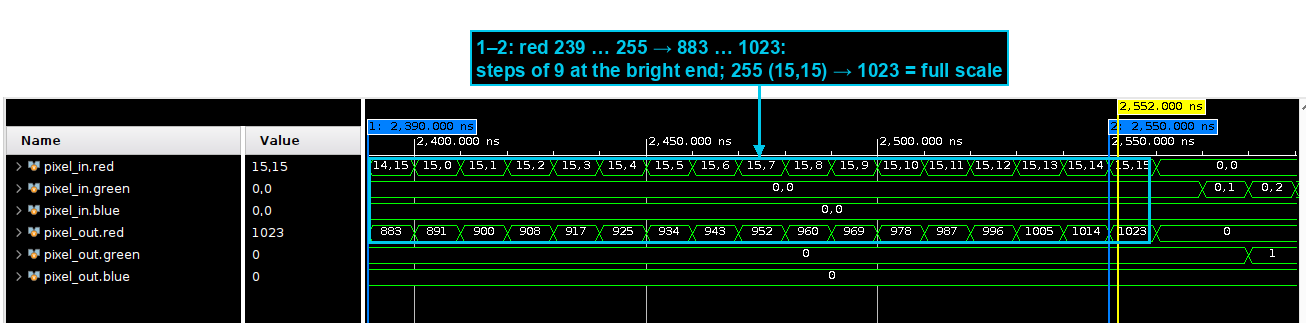 1–2: red 239 … 255 → 883 … 1023:
steps of 9 at the bright end; 255 (15,15) → 1023 = full scale
2,552.000 ns
1: 2,390.000 ns
2: 2,550.000 ns
Name Value
2,400.000 ns 2,450.000 ns 2,500.000 ns 2,550.000 ns
pixel_in.red 15,15 14,15 15,0 15,1 15,2 15,3 15,4 15,5 15,6 15,7 15,8 15,9 15,10 15,11 15,12 15,13 15,14 15,15 0,0
pixel_in.green 0,0 0,0 0,1 0,2
pixel_in.blue 0,0 0,0
pixel_out.red 1023 883 891 900 908 917 925 934 943 952 960 969 978 987 996 1005 1014 1023 0
pixel_out.green 0 0 1
pixel_out.blue 0 0